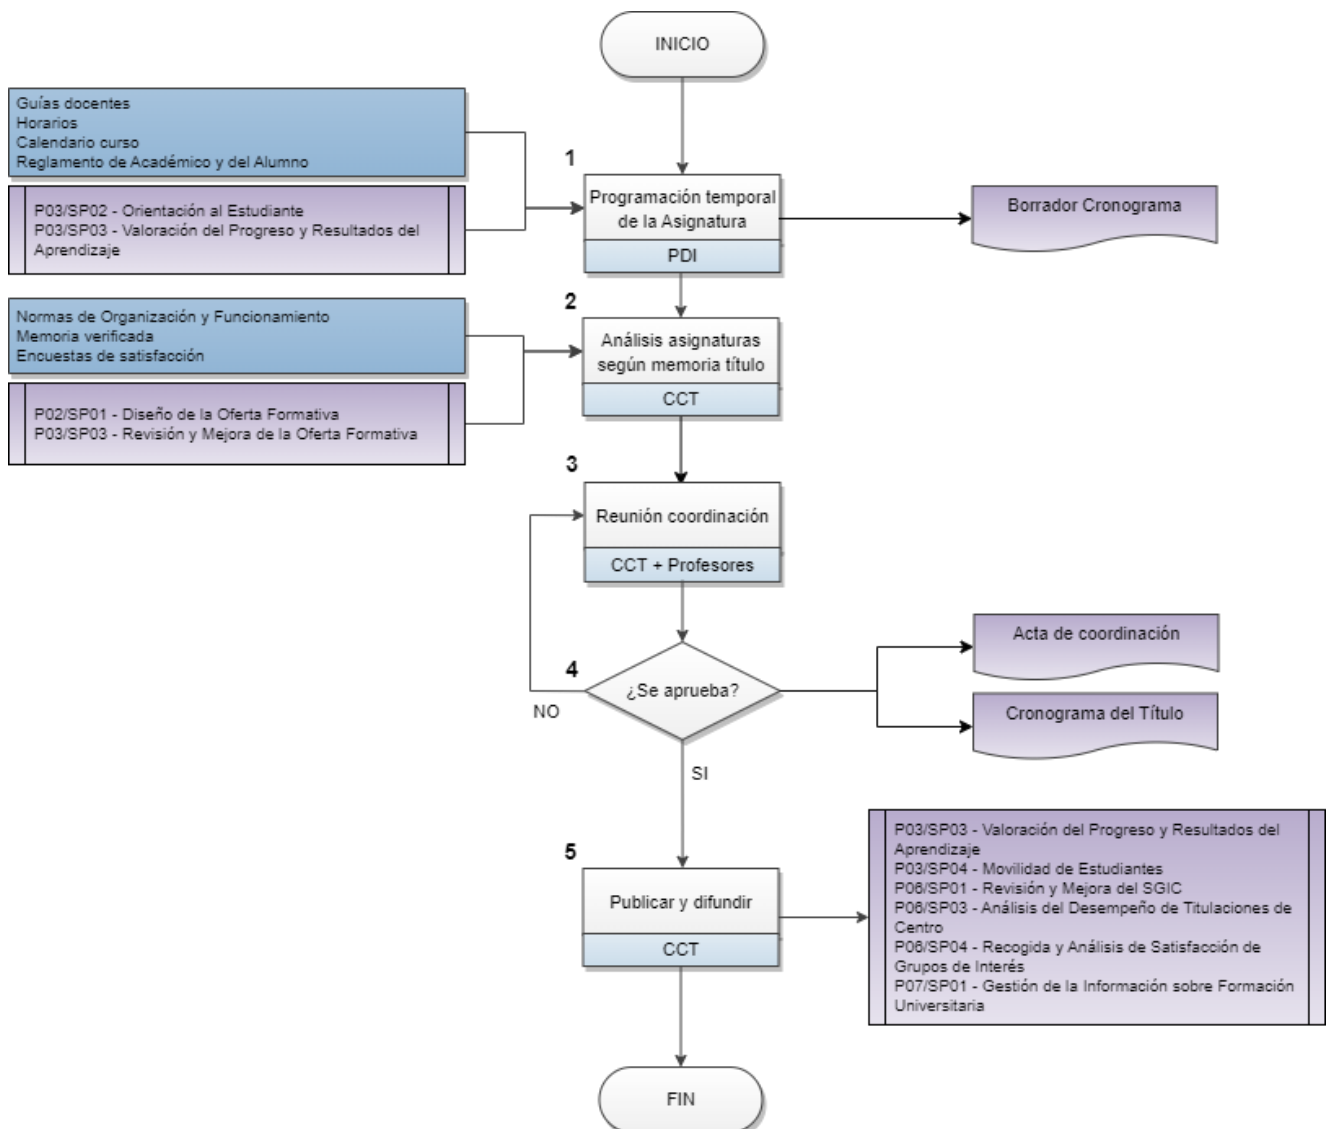 INICIO
Guías docentes
Horarios
Calendario curso
Reglamento de Académico y del Alumno
P03/SP02 - Orientación al Estudiante
P03/SP03 - Valoración del Progreso y Resultados del
Aprendizaje
1
Programación temporal
de la Asignatura
PDI
Borrador Cronograma
Normas de Organización y Funcionamiento
Memoria verificada
Encuestas de satisfacción
P02/SP01 - Diseño de la Oferta Formativa
P03/SP03 - Revisión y Mejora de la Oferta Formativa
2
Análisis asignaturas
según memoria título
CCT
3
Reunión coordinación
CCT + Profesores
4
¿Se aprueba?
NO
SI
Acta de coordinación
Cronograma del Título
5
Publicar y difundir
CCT
P03/SP03 - Valoración del Progreso y Resultados del
Aprendizaje
P03/SP04 - Movilidad de Estudiantes
P06/SP01 - Revisión y Mejora del SGIC
P06/SP03 - Análisis del Desempeño de Titulaciones de
Centro
P06/SP04 - Recogida y Análisis de Satisfacción de
Grupos de Interés
P07/SP01 - Gestión de la Información sobre Formación
Universitaria
FIN